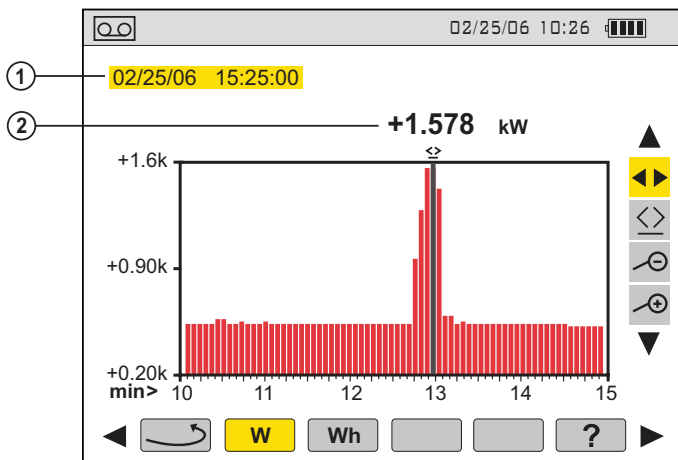 02/25/06 10:26
1
02/25/06 15:25:00
2
+1.578 kW
<>
+1.6k
+0.90k
+0.20k
min> 10 11 12 13 14 15
W Wh ?